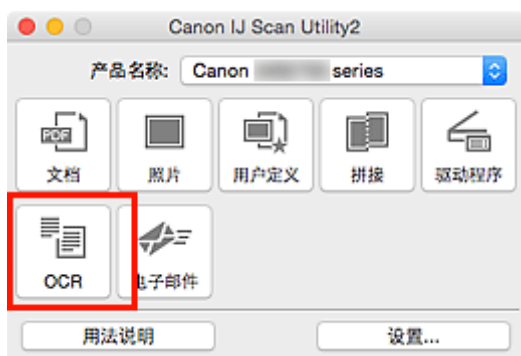 Canon IJ Scan Utility2
产品名称: Canon series
PDF
文档 照片 用户定义 拼接 驱动程序
OCR 电子邮件
用法说明 设置...